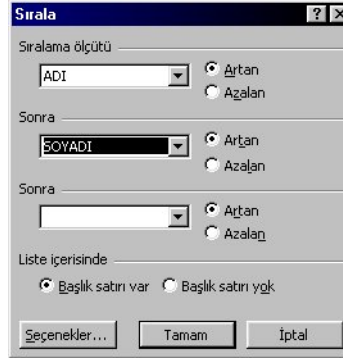 Sırala
Sıralama ölçütü
ADI
Artan
Azalan
Sonra
SOYADI
Artan
Azalan
Sonra
Artan
Azalan
Liste içerisinde
Başlık satırı var Başlık satırı yok
Seçenekler... Tamam İptal